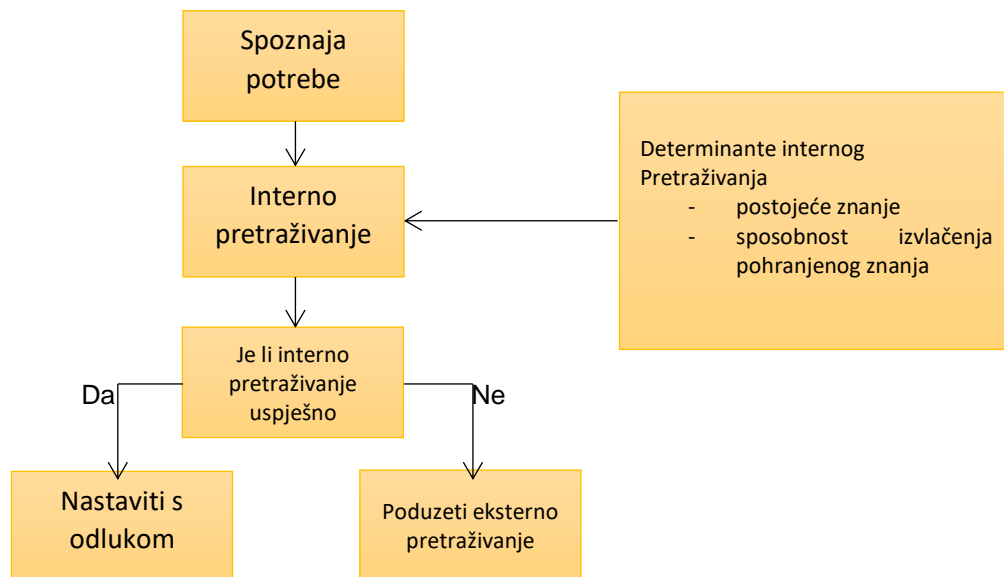 Spoznaja
potrebe
Interno
pretraživanje
Determinante internog
Pretraživanja
- postojeće znanje
- sposobnost izvlačenja
pohranjenog znanja
Je li interno
pretraživanje
uspješno
Da
Ne
Nastaviti s
odlukom
Poduzeti eksterno
pretraživanje